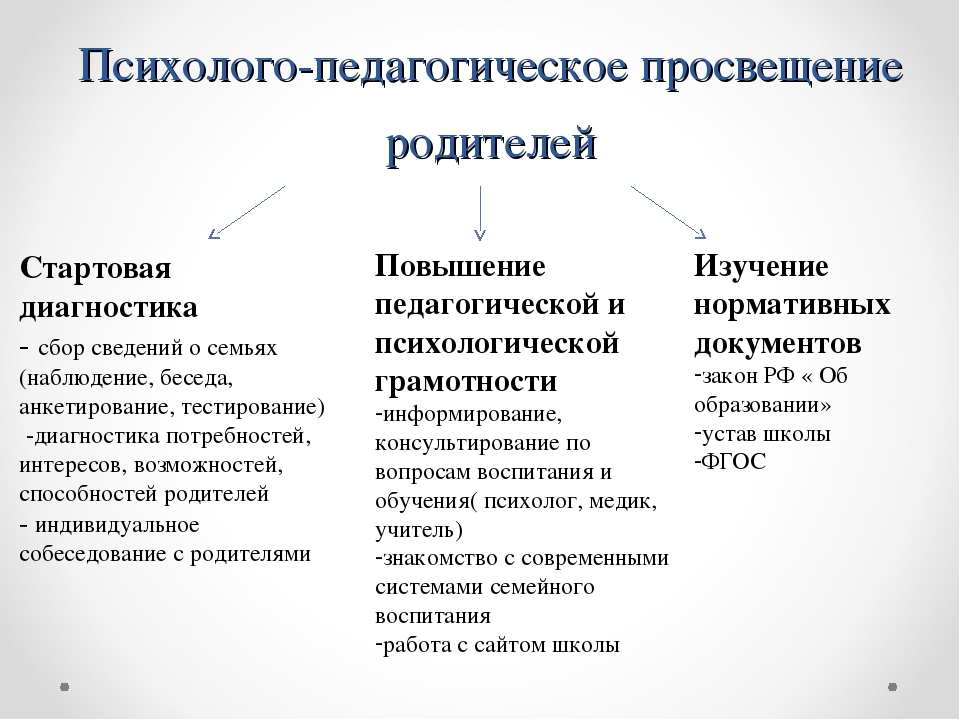 Психолого-педагогическое просвещение
родителей
Стартовая
диагностика
- сбор сведений о семьях
(наблюдение, беседа,
анкетирование, тестирование)
-диагностика потребностей,
интересов, возможностей,
способностей родителей
- индивидуальное
собеседование с родителями
Повышение
педагогической и
психологической
грамотности
-информирование,
консультирование по
вопросам воспитания и
обучения( психолог, медик,
учитель)
-знакомство с современными
системами семейного
воспитания
-работа с сайтом школы
Изучение
нормативных
документов
-закон РФ « Об
образовании»
-устав школы
-ФГОС